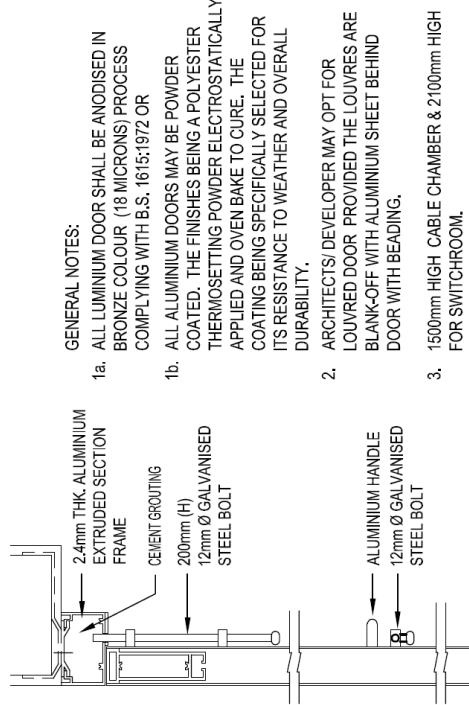 GENERAL NOTES:
1a. ALL LUMINIUM DOOR SHALL BE ANODISED IN
BRONZE COLOUR (18 MICRONS) PROCESS
COMPLYING WITH B.S. 1615:1972 OR
1b. ALL ALUMINIUM DOORS MAY BE POWDER
COATED. THE FINISHES BEING A POLYESTER
THERMOSETTING POWDER ELECTROSTATICALLY
APPLIED AND OVEN BAKE TO CURE. THE
COATING BEING SPECIFICALLY SELECTED FOR
ITS RESISTANCE TO WEATHER AND OVERALL
DURABILITY.
2. ARCHITECTS/ DEVELOPER MAY OPT FOR
LOUVRED DOOR PROVIDED THE LOUVRES ARE
BLANK-OFF WITH ALUMINIUM SHEET BEHIND
DOOR WITH BEADING.
3. 1500mm HIGH CABLE CHAMBER & 2100mm HIGH
FOR SWITCHROOM.
2.4mm THK. ALUMINIUM
EXTRUDED SECTION
FRAME
CEMENT GROUTING
200mm (H)
12mm Ø GALVANISED
STEEL BOLT
ALUMINIUM HANDLE
12mm Ø GALVANISED
STEEL BOLT